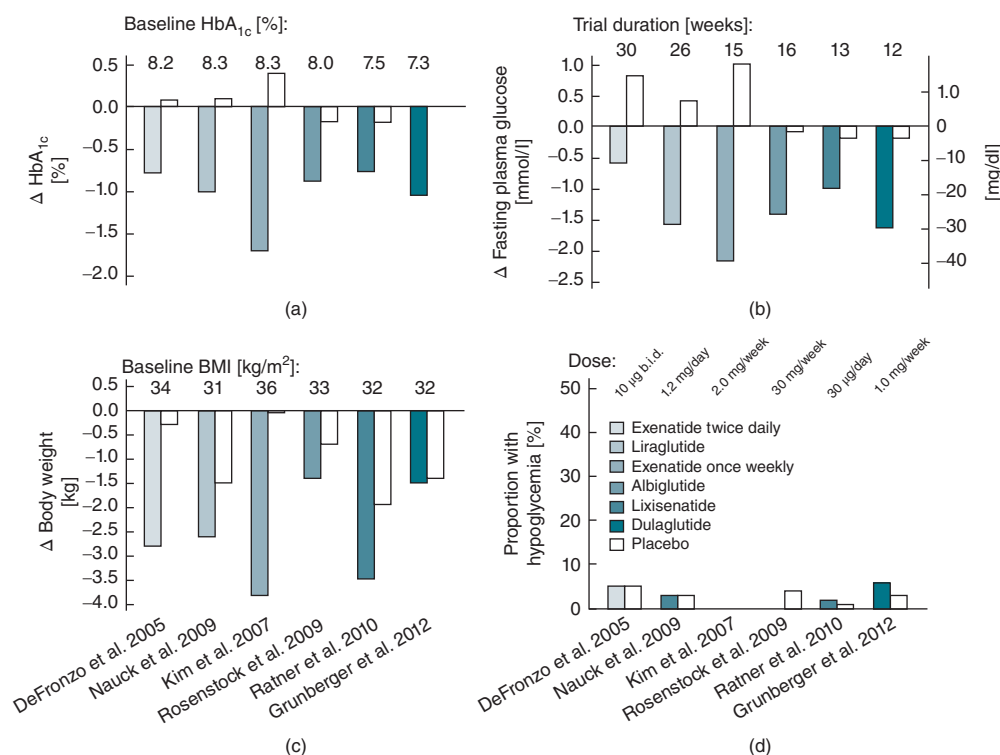 Baseline HbA1c [%]:
8.2 8.3 8.3 8.0 7.5 7.3
0.5
0.0
−0.5
−1.0
−1.5
−2.0
Δ HbA1c
[%]
(a)
Trial duration [weeks]:
30 26 15 16 13 12
1.0
0.5
0.0
−0.5
−1.0
−1.5
−2.0
−2.5
Δ Fasting plasma glucose
[mmol/l]
1.0
0
−10
−20
−30
−40
[mg/dl]
(b)
Baseline BMI [kg/m²]:
34 31 36 33 32 32
0.5
0.0
−0.5
−1.0
−1.5
−2.0
−2.5
−3.0
−3.5
−4.0
Δ Body weight
[kg]
DeFronzo et al. 2005
Nauck et al. 2009
Kim et al. 2007
Rosenstock et al. 2009
Ratner et al. 2010
Grunberger et al. 2012
(c)
Dose:
10 µg b.i.d.
1.2 mg/day
2.0 mg/week
30 mg/week
30 µg/day
1.0 mg/week
50
40
30
20
10
0
Proportion with
hypoglycemia [%]
Exenatide twice daily
Liraglutide
Exenatide once weekly
Albiglutide
Lixisenatide
Dulaglutide
Placebo
DeFronzo et al. 2005
Nauck et al. 2009
Kim et al. 2007
Rosenstock et al. 2009
Ratner et al. 2010
Grunberger et al. 2012
(d)